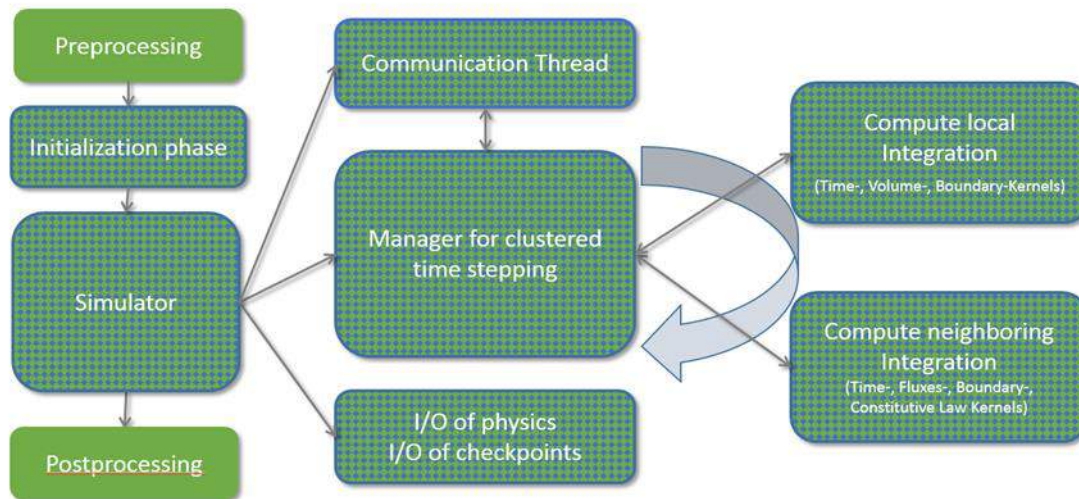 Preprocessing
Initialization phase
Simulator
Postprocessing
Communication Thread
Manager for clustered
time stepping
I/O of physics
I/O of checkpoints
Compute local
Integration
(Time-, Volume-, Boundary-Kernels)
Compute neighboring
Integration
(Time-, Fluxes-, Boundary-,
Constitutive Law Kernels)